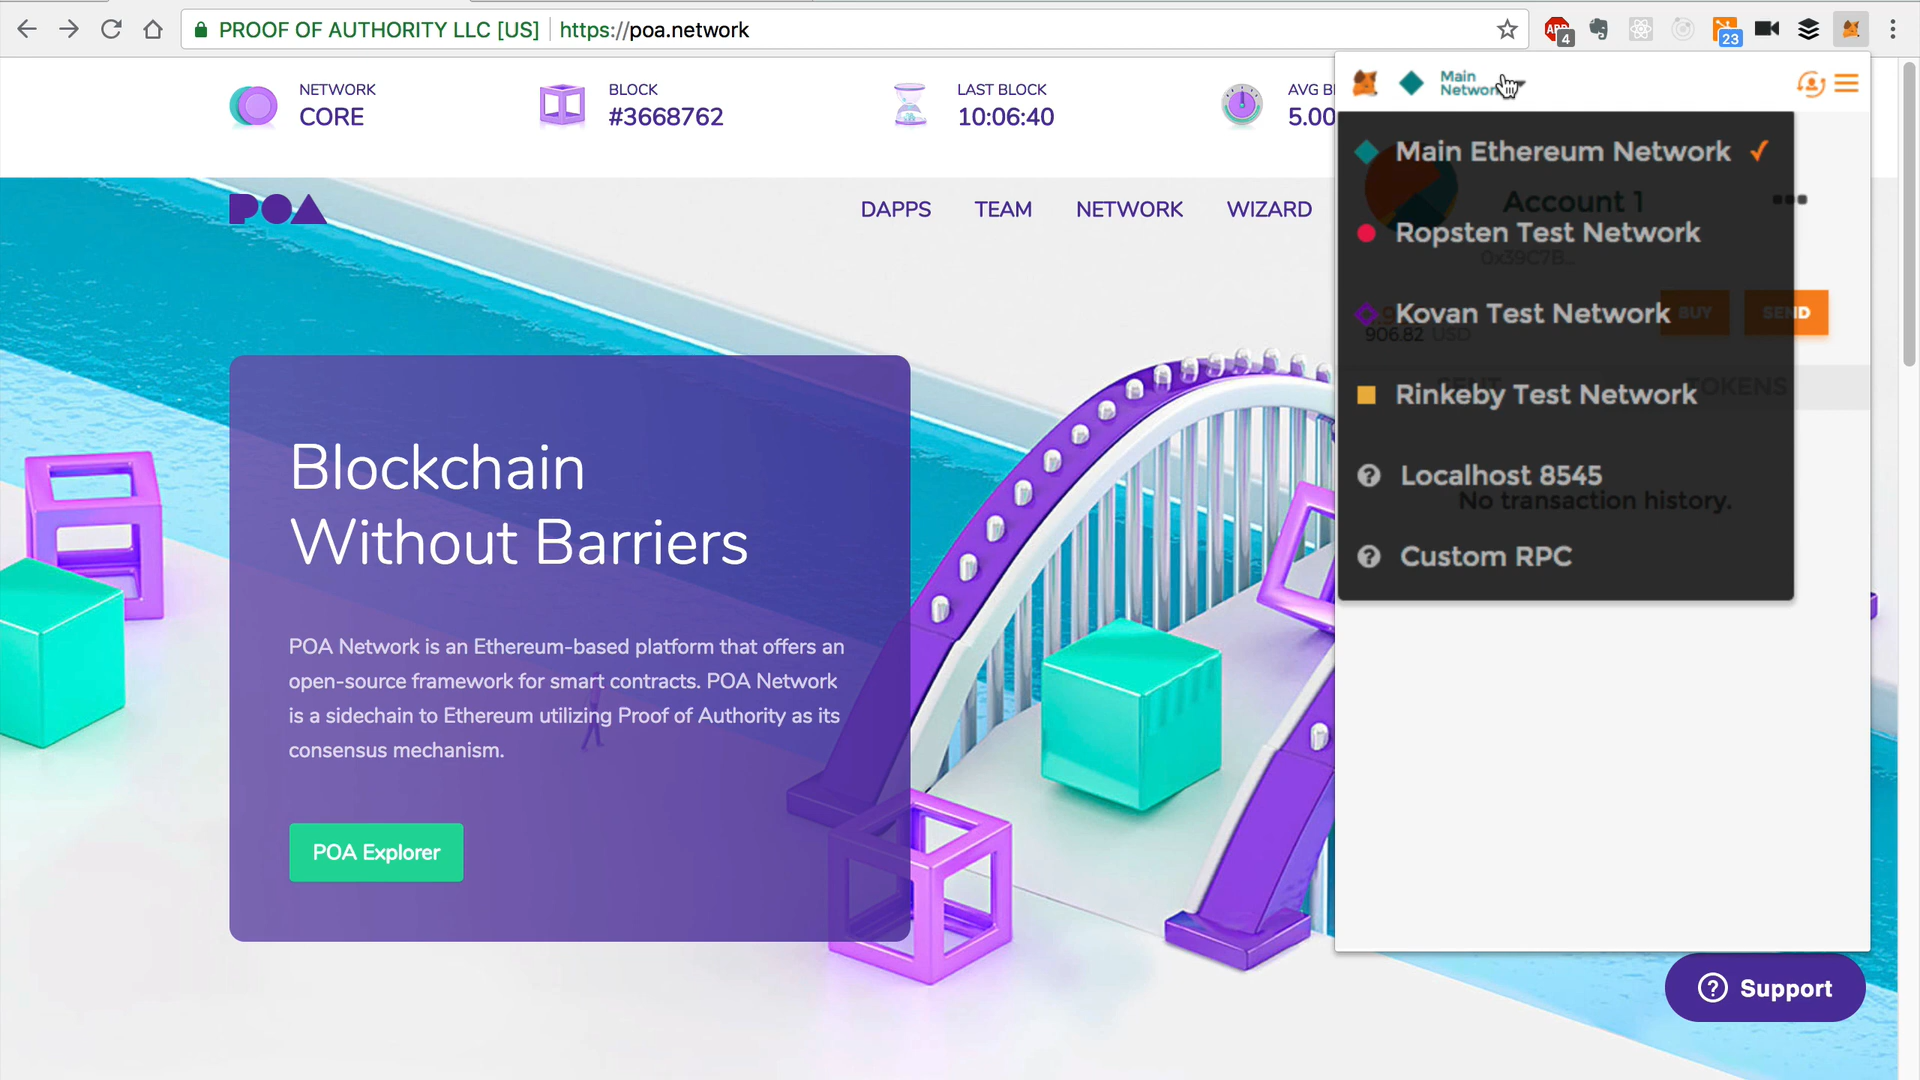 PROOF OF AUTHORITY LLC [US] https://poa.network
ABP
4
23
NETWORK
CORE
BLOCK
#3668762
LAST BLOCK
10:06:40
AVG B
5.00
POA
DAPPS
TEAM
NETWORK
WIZARD
Blockchain
Without Barriers
POA Network is an Ethereum-based platform that offers an
open-source framework for smart contracts. POA Network
is a sidechain to Ethereum utilizing Proof of Authority as its
consensus mechanism.
POA Explorer
Main
Network
Main Ethereum Network
Account 1
Ropsten Test Network
0x39C7B...
Kovan Test Network
BUY
SEND
906.82 USD
Rinkeby Test Network
TOKENS
Localhost 8545
No transaction history.
Custom RPC
Support